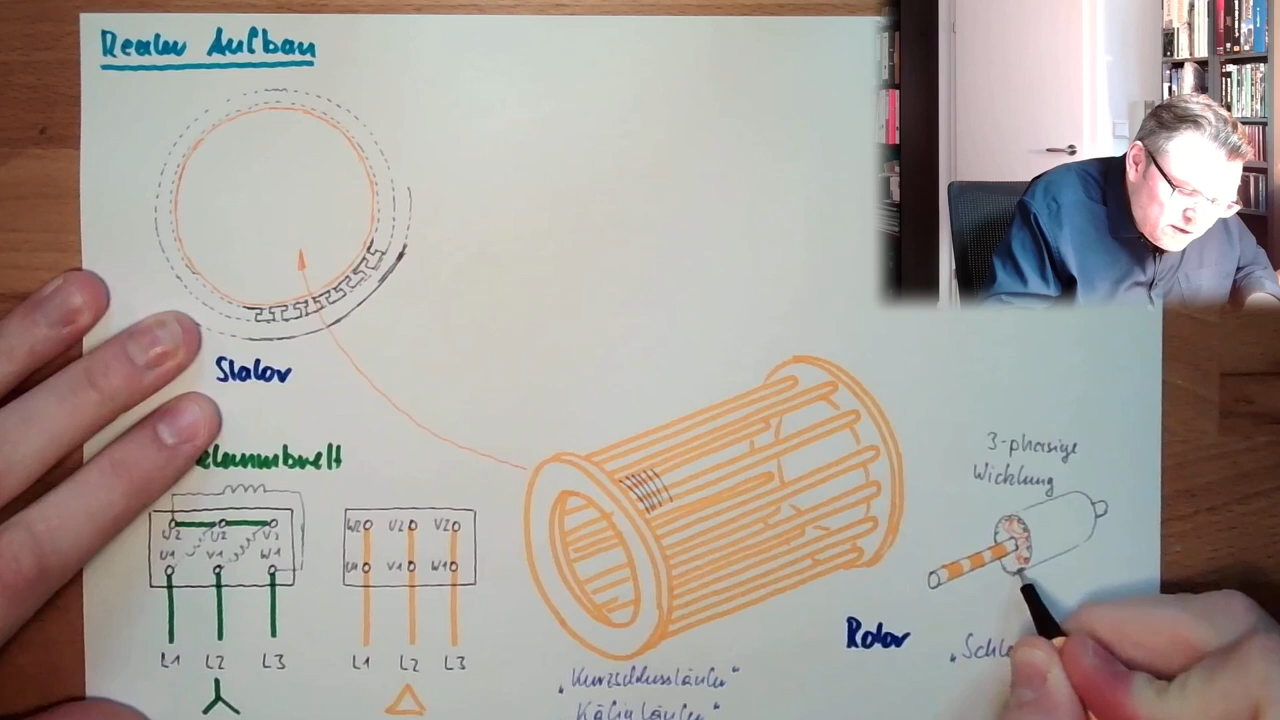 Realer Aufbau
Stator
3-phasige
Wicklung
W2 U2 V2
U1 V1 W1
L1 L2 L3
W2 U2 V2
U1 V1 W1
L1 L2 L3
Rotor
„Kurzschlussläufer“
„Käfigläufer“